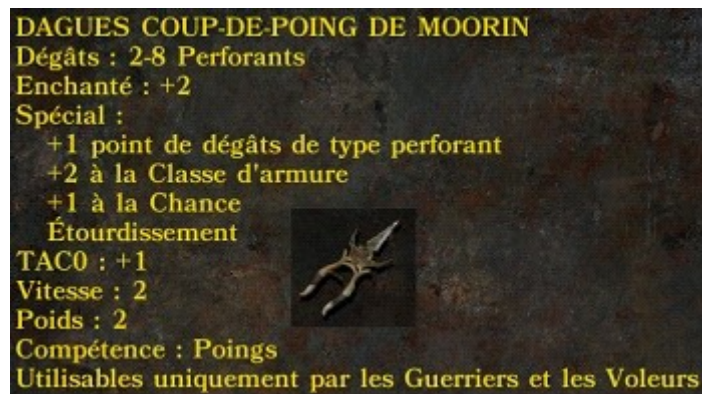 DAGUES COUP-DE-POING DE MOORIN
Dégâts : 2-8 Perforants
Enchanté : +2
Spécial :
+1 point de dégâts de type perforant
+2 à la Classe d'armure
+1 à la Chance
Étourdissement
TAC0 : +1
Vitesse : 2
Poids : 2
Compétence : Poings
Utilisables uniquement par les Guerriers et les Voleurs